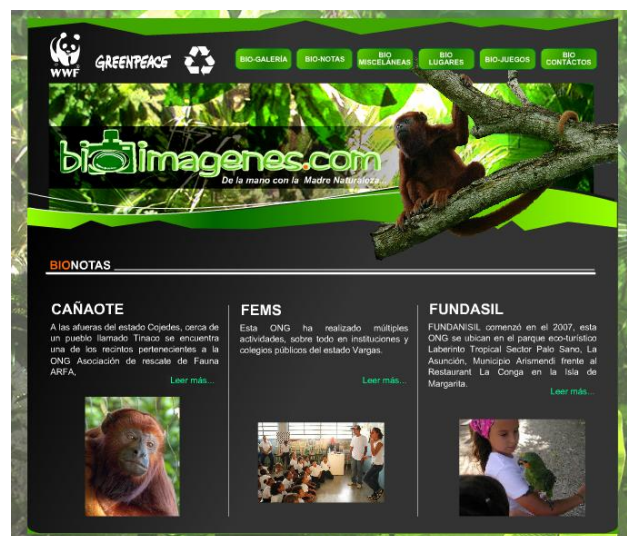 WWF
GREENPEACE
BIO-GALERÍA
BIO-NOTAS
BIO
MISCELÁNEAS
BIO
LUGARES
BIO-JUEGOS
BIO
CONTÁCTOS
bioimagenes.com
De la mano con la Madre Naturaleza...
BIONOTAS
CAÑAOTE
A las afueras del estado Cojedes, cerca de
un pueblo llamado Tinaco se encuentra
una de los recintos pertenecientes a la
ONG Asociación de rescate de Fauna
ARFA,
Leer más...
FEMS
Esta ONG ha realizado múltiples
actividades, sobre todo en instituciones y
colegios públicos del estado Vargas.
Leer más...
FUNDASIL
FUNDANISIL comenzó en el 2007, esta
ONG se ubican en el parque eco-turístico
Laberinto Tropical Sector Palo Sano, La
Asunción, Municipio Arismendi frente al
Restaurant La Conga en la Isla de
Margarita.
Leer más...